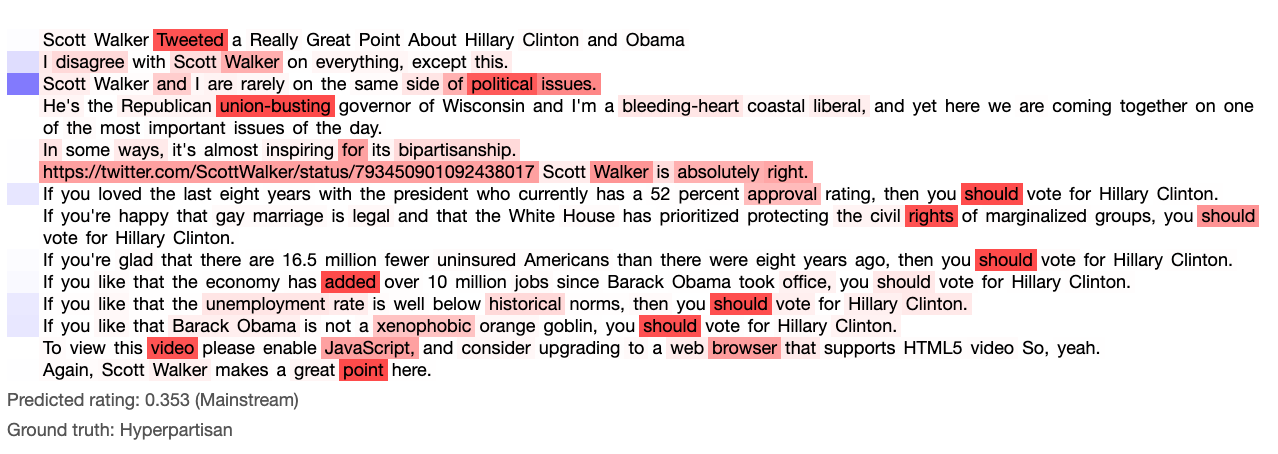 Scott Walker Tweeted a Really Great Point About Hillary Clinton and Obama
I disagree with Scott Walker on everything, except this.
Scott Walker and I are rarely on the same side of political issues.
He's the Republican union-busting governor of Wisconsin and I'm a bleeding-heart coastal liberal, and yet here we are coming together on one
of the most important issues of the day.
In some ways, it's almost inspiring for its bipartisanship.
https://twitter.com/ScottWalker/status/793450901092438017 Scott Walker is absolutely right.
If you loved the last eight years with the president who currently has a 52 percent approval rating, then you should vote for Hillary Clinton.
If you're happy that gay marriage is legal and that the White House has prioritized protecting the civil rights of marginalized groups, you should
vote for Hillary Clinton.
If you're glad that there are 16.5 million fewer uninsured Americans than there were eight years ago, then you should vote for Hillary Clinton.
If you like that the economy has added over 10 million jobs since Barack Obama took office, you should vote for Hillary Clinton.
If you like that the unemployment rate is well below historical norms, then you should vote for Hillary Clinton.
If you like that Barack Obama is not a xenophobic orange goblin, you should vote for Hillary Clinton.
To view this video please enable JavaScript, and consider upgrading to a web browser that supports HTML5 video So, yeah.
Again, Scott Walker makes a great point here.
Predicted rating: 0.353 (Mainstream)
Ground truth: Hyperpartisan